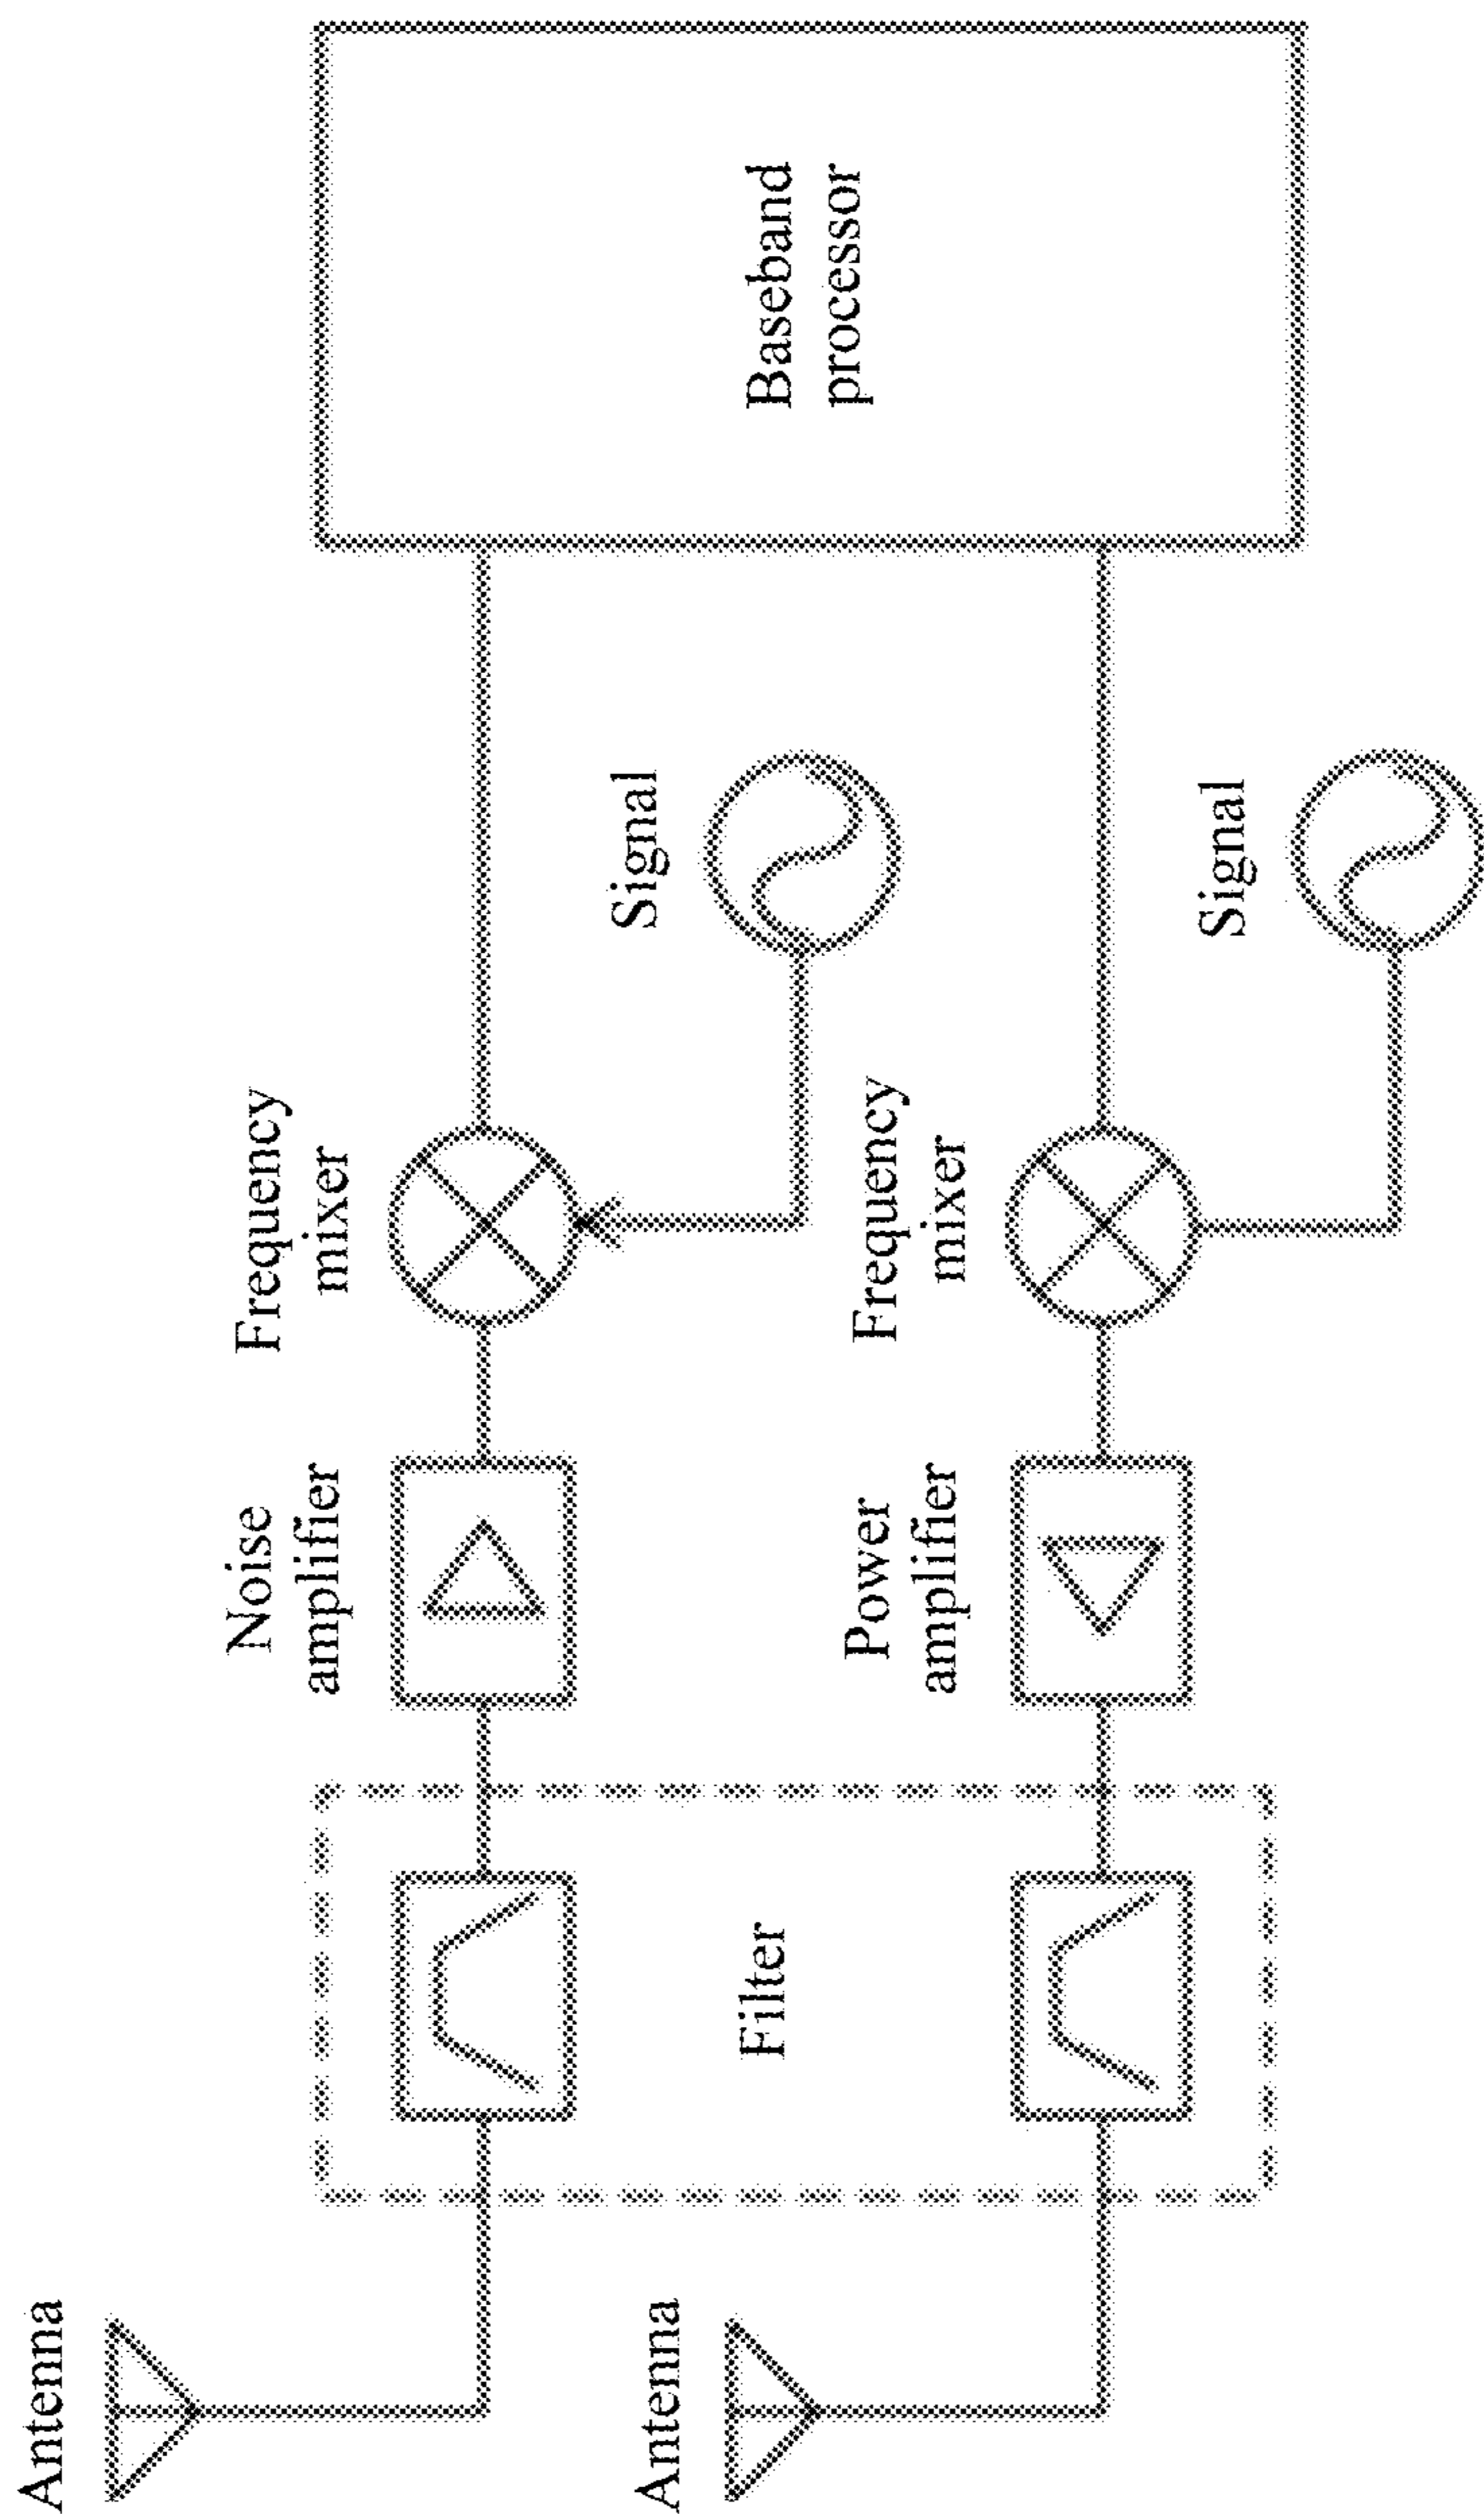 Antenna
Noise
amplifier
Frequency
mixer
Signal
Baseband
processor
Filter
Antenna
Power
amplifier
Frequency
mixer
Signal